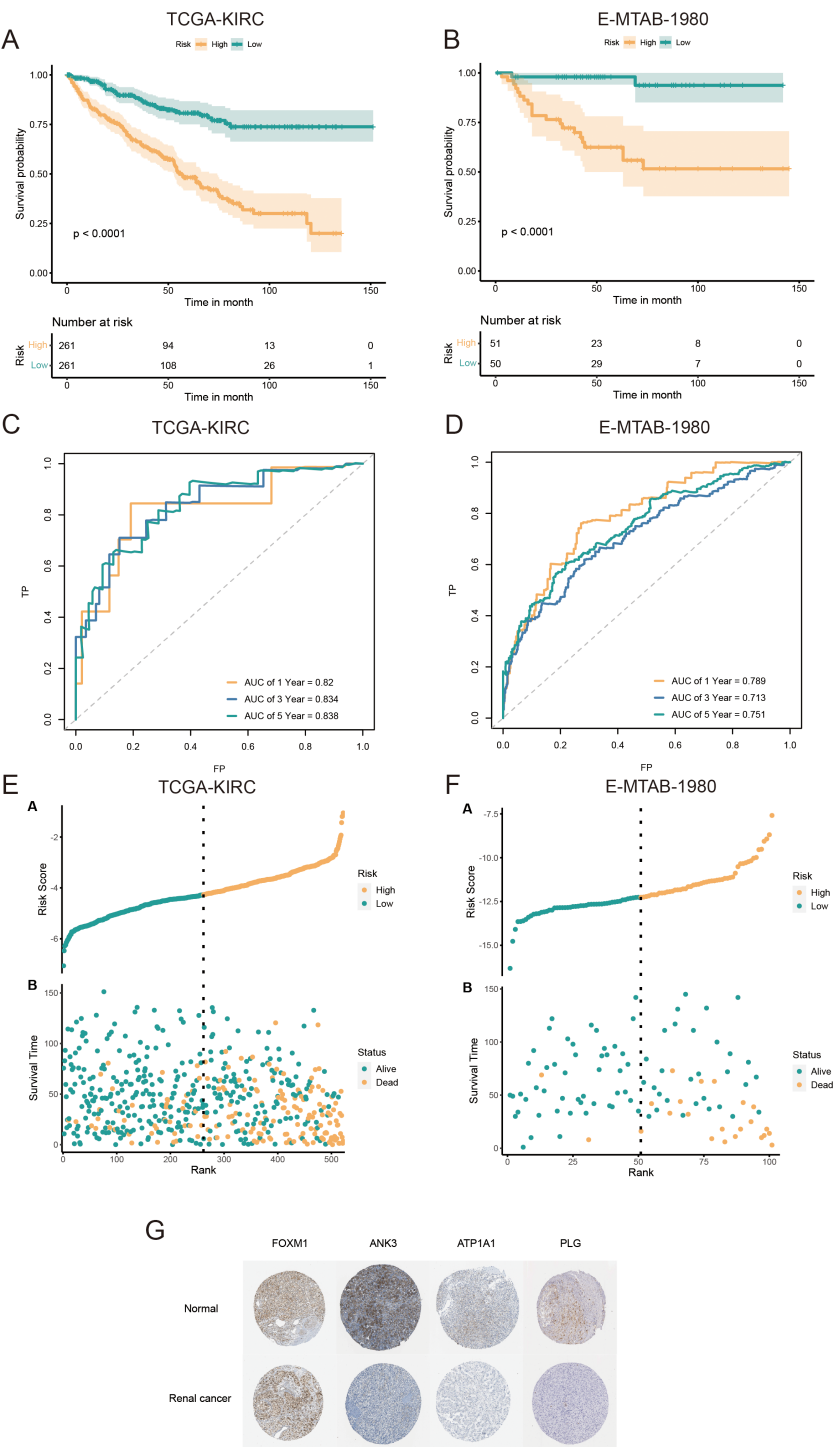 A
TCGA-KIRC
Risk High Low
Survival probability
1.00
0.75
0.50
0.25
0.00
p < 0.0001
0 50 100 150
Time in month
Number at risk
Risk
High 261 94 13 0
Low 261 108 26 1
0 50 100 150
Time in month
B
E-MTAB-1980
Risk High Low
Survival probability
1.00
0.75
0.50
0.25
0.00
p < 0.0001
0 50 100 150
Time in month
Number at risk
Risk
High 51 23 8 0
Low 50 29 7 0
0 50 100 150
Time in month
C
TCGA-KIRC
TP
1.0
0.8
0.6
0.4
0.2
0.0
AUC of 1 Year = 0.82
AUC of 3 Year = 0.834
AUC of 5 Year = 0.838
0.0 0.2 0.4 0.6 0.8 1.0
FP
D
E-MTAB-1980
TP
1.0
0.8
0.6
0.4
0.2
0.0
AUC of 1 Year = 0.789
AUC of 3 Year = 0.713
AUC of 5 Year = 0.751
0.0 0.2 0.4 0.6 0.8 1.0
FP
E
TCGA-KIRC
A
Risk Score
-2
-4
-6
Risk
High
Low
B
Survival Time
150
100
50
0
Status
Alive
Dead
0 100 200 300 400 500
Rank
F
E-MTAB-1980
A
Risk Score
-7.5
-10.0
-12.5
-15.0
Risk
High
Low
B
Survival Time
150
100
50
0
Status
Alive
Dead
0 25 50 75 100
Rank
G
FOXM1 ANK3 ATP1A1 PLG
Normal
Renal cancer